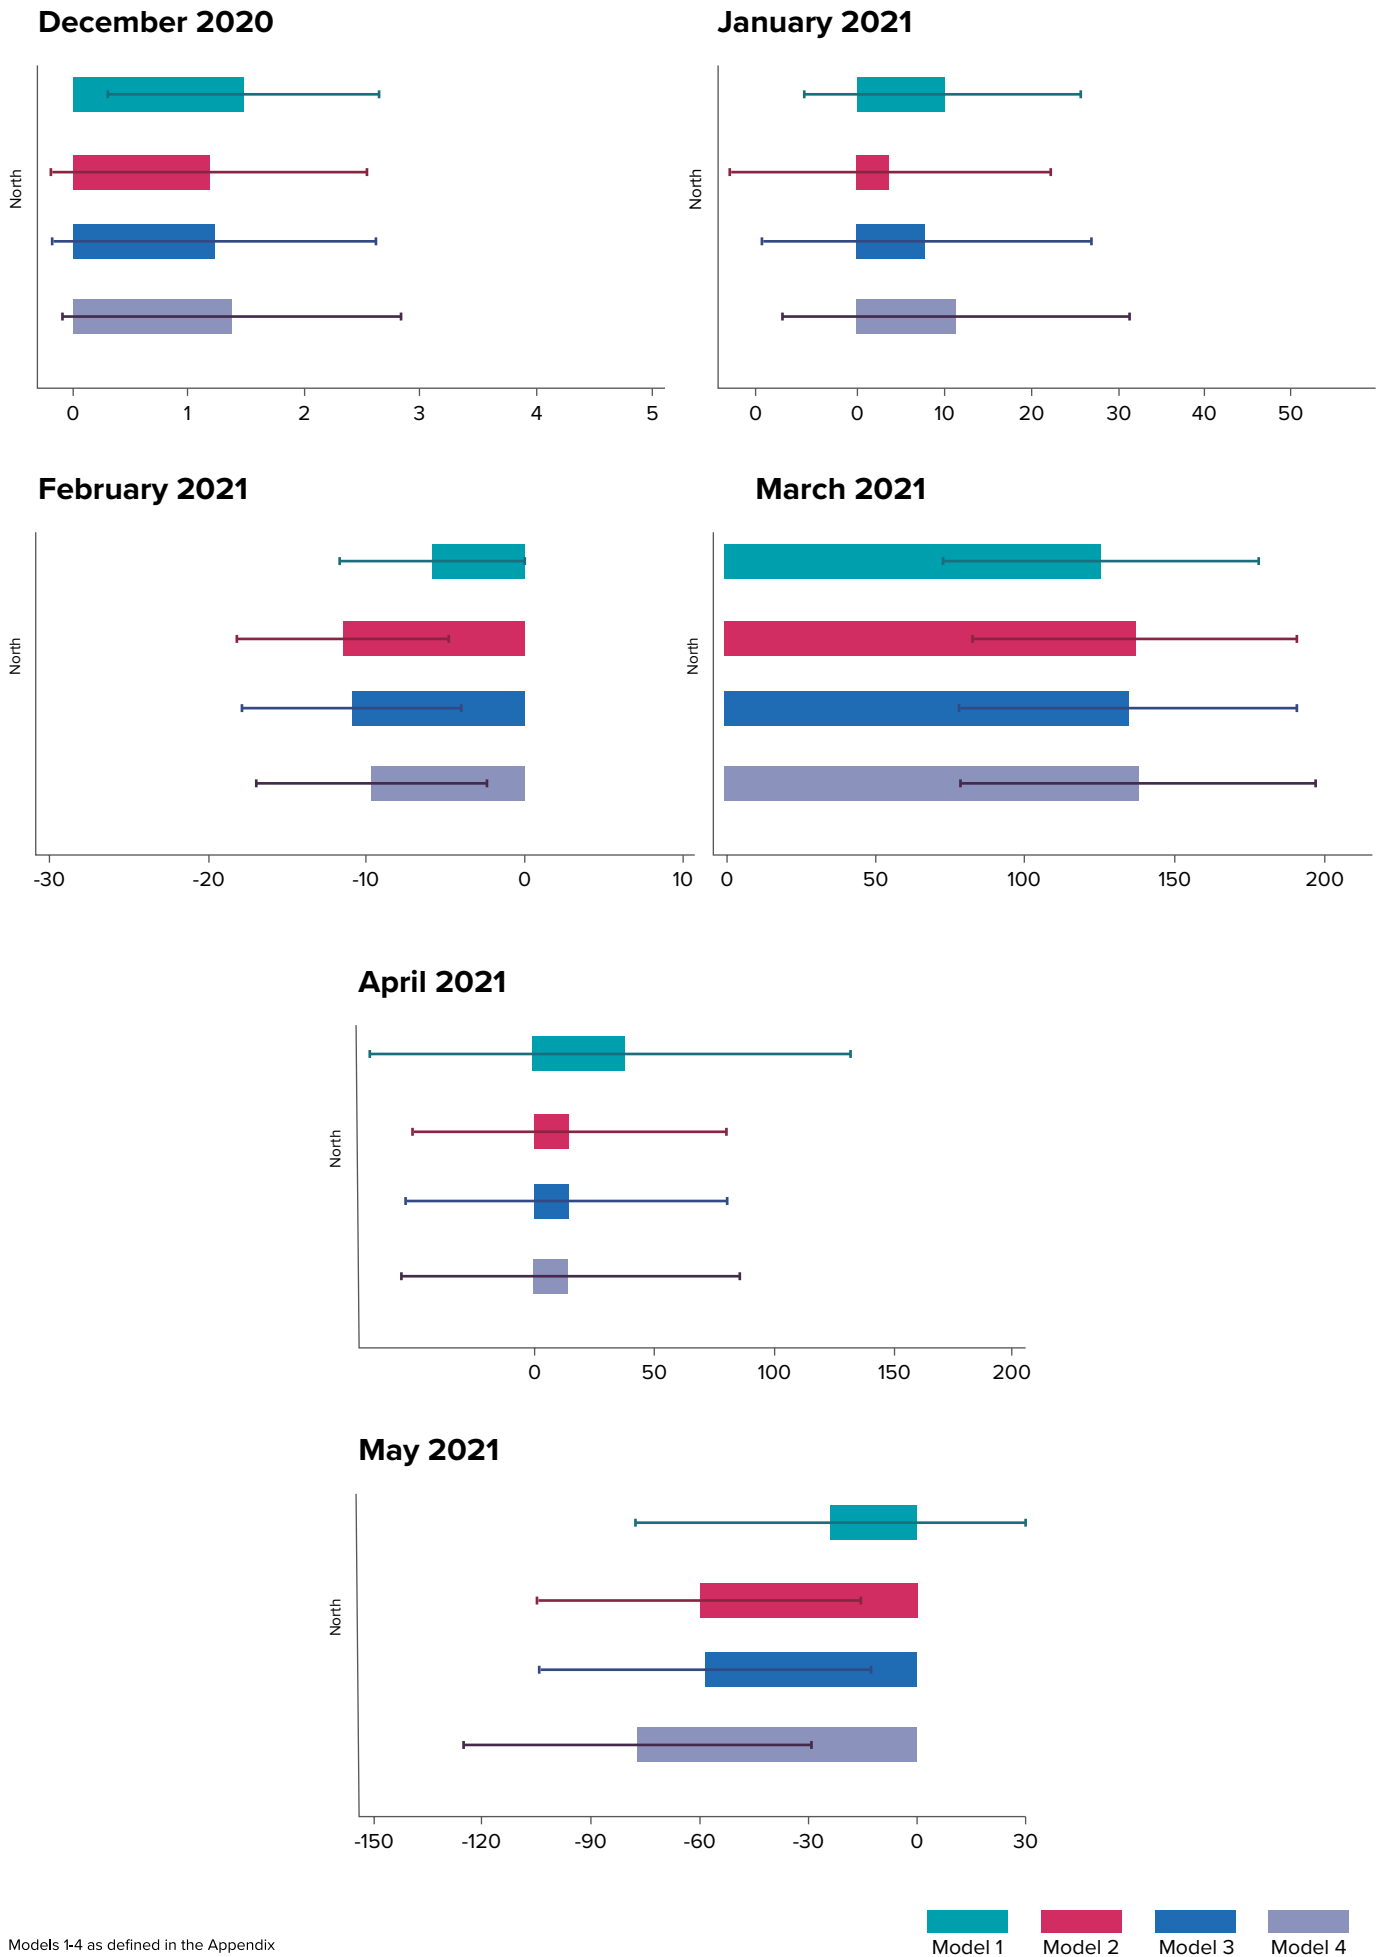 December 2020
January 2021
North
North
0 1 2 3 4 5
0 0 10 20 30 40 50
February 2021
March 2021
North
North
-30 -20 -10 0 10
0 50 100 150 200
April 2021
North
0 50 100 150 200
May 2021
North
-150 -120 -90 -60 -30 0 30
Models 1-4 as defined in the Appendix
Model 1 Model 2 Model 3 Model 4